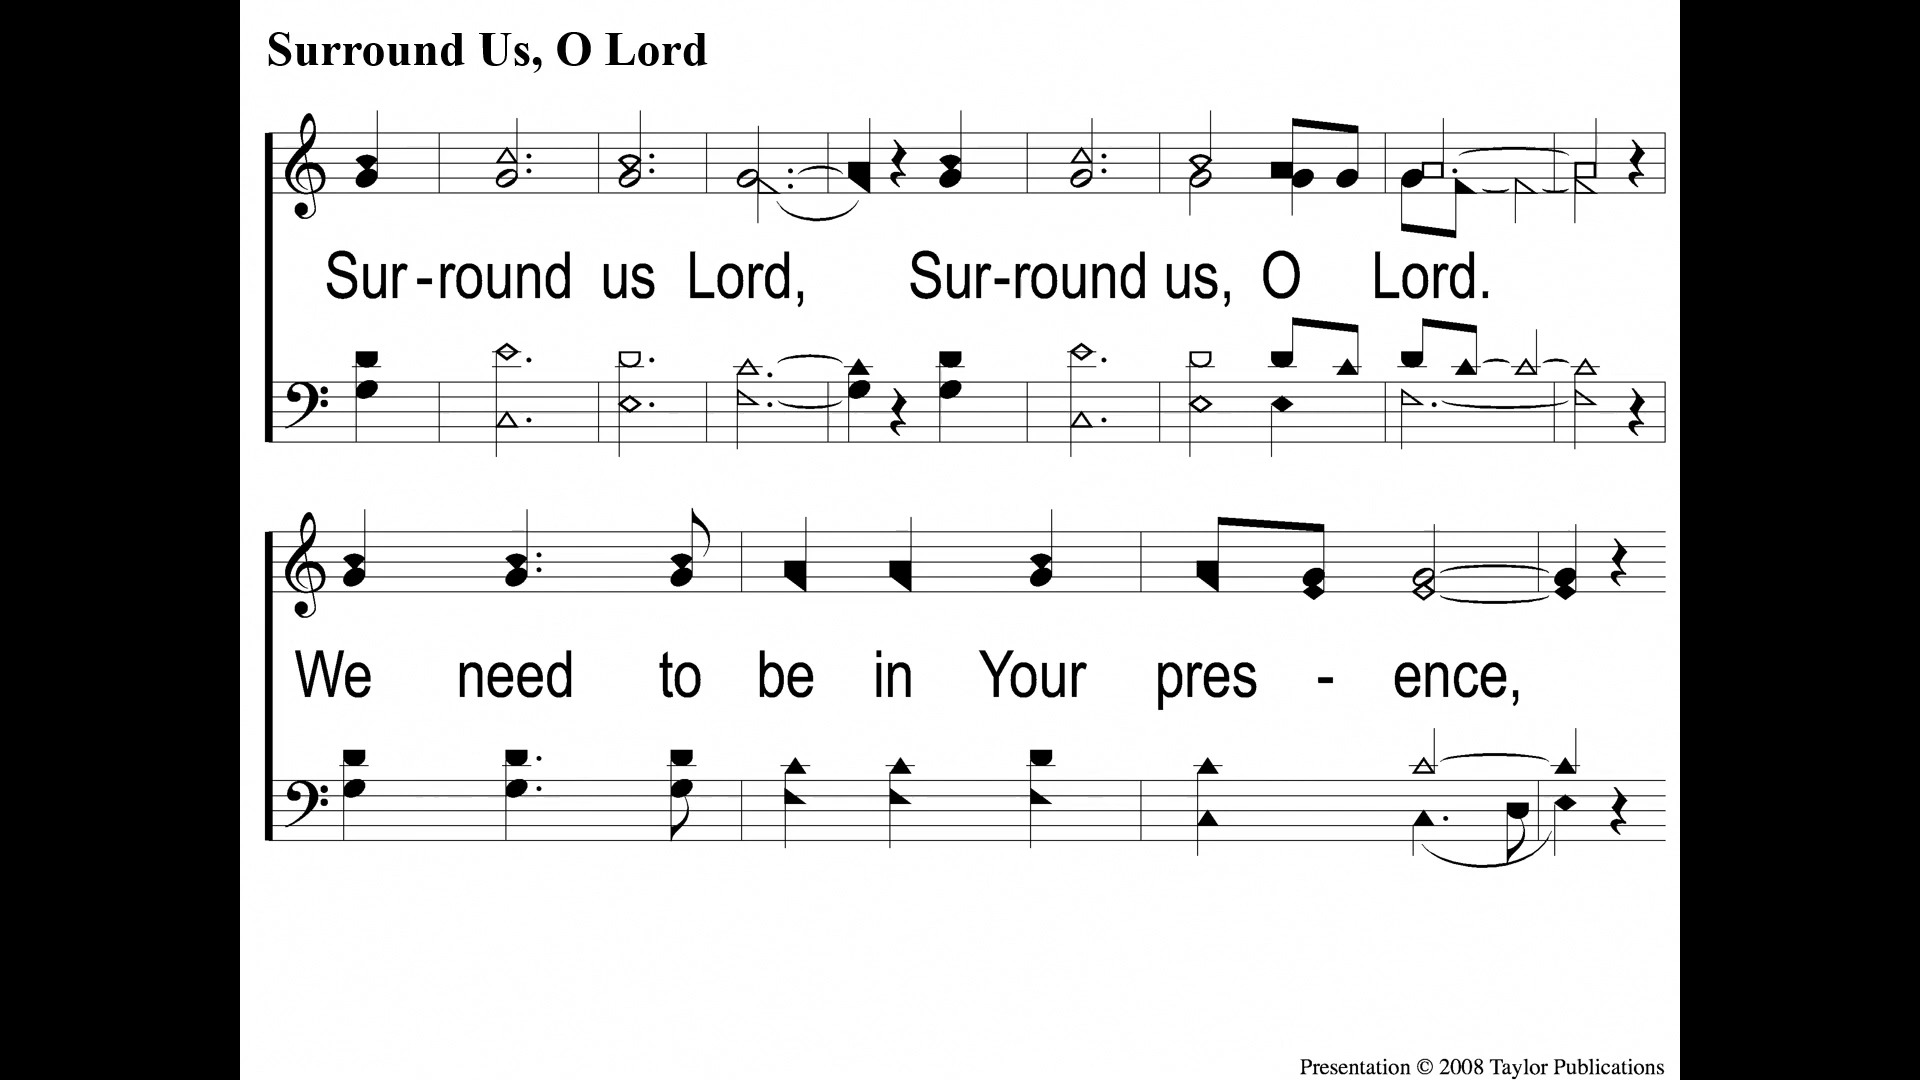 Surround Us, O Lord
Sur-round us Lord, Sur-round us, O Lord.
We need to be in Your pres - ence,
Presentation © 2008 Taylor Publications